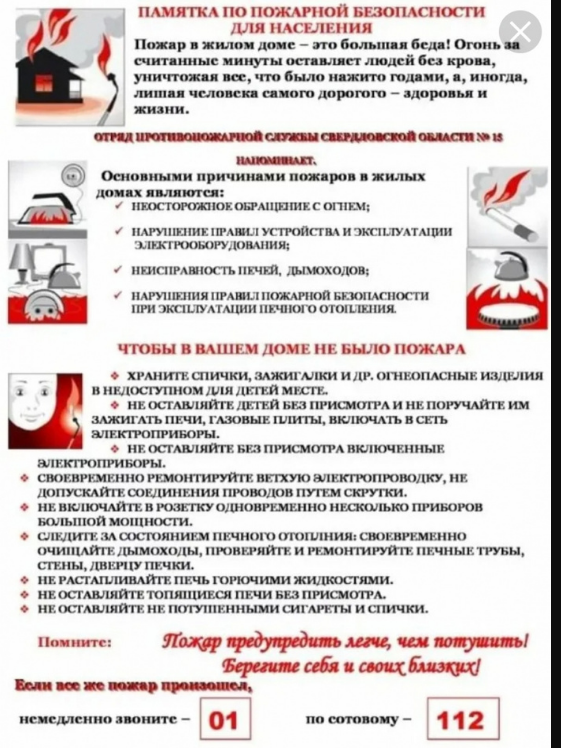 ПАМЯТКА ПО ПОЖАРНОЙ БЕЗОПАСНОСТИ
ДЛЯ НАСЕЛЕНИЯ
Пожар в жилом доме – это большая беда! Огонь за
считанные минуты оставляет людей без крова,
уничтожая все, что было нажито годами, а, иногда,
лишая человека самого дорогого – здоровья и
жизни.
ОТРЯД ПРОТИВОПОЖАРНОЙ СЛУЖБЫ СВЕРДЛОВСКОЙ ОБЛАСТИ № 15
НАПОМИНАЕТ.
Основными причинами пожаров в жилых
домах являются:
✓ НЕОСТОРОЖНОЕ ОБРАЩЕНИЕ С ОГНЕМ;
✓ НАРУШЕНИЕ ПРАВИЛ УСТРОЙСТВА И ЭКСПЛУАТАЦИИ
ЭЛЕКТРООБОРУДОВАНИЯ;
✓ НЕИСПРАВНОСТЬ ПЕЧЕЙ, ДЫМОХОДОВ;
✓ НАРУШЕНИЯ ПРАВИЛ ПОЖАРНОЙ БЕЗОПАСНОСТИ
ПРИ ЭКСПЛУАТАЦИИ ПЕЧНОГО ОТОПЛЕНИЯ.
ЧТОБЫ В ВАШЕМ ДОМЕ НЕ БЫЛО ПОЖАРА
❖ ХРАНИТЕ СПИЧКИ, ЗАЖИГАЛКИ И ДР. ОГНЕОПАСНЫЕ ИЗДЕЛИЯ
В НЕДОСТУПНОМ ДЛЯ ДЕТЕЙ МЕСТЕ.
❖ НЕ ОСТАВЛЯЙТЕ ДЕТЕЙ БЕЗ ПРИСМОТРА И НЕ ПОРУЧАЙТЕ ИМ
ЗАЖИГАТЬ ПЕЧИ, ГАЗОВЫЕ ПЛИТЫ, ВКЛЮЧАТЬ В СЕТЬ
ЭЛЕКТРОПРИБОРЫ.
❖ НЕ ОСТАВЛЯЙТЕ БЕЗ ПРИСМОТРА ВКЛЮЧЕННЫЕ
ЭЛЕКТРОПРИБОРЫ.
❖ СВОЕВРЕМЕННО РЕМОНТИРУЙТЕ ВЕТХУЮ ЭЛЕКТРОПРОВОДКУ, НЕ
ДОПУСКАЙТЕ СОЕДИНЕНИЯ ПРОВОДОВ ПУТЕМ СКРУТКИ.
❖ НЕ ВКЛЮЧАЙТЕ В РОЗЕТКУ ОДНОВРЕМЕННО НЕСКОЛЬКО ПРИБОРОВ
БОЛЬШОЙ МОЩНОСТИ.
❖ СЛЕДИТЕ ЗА СОСТОЯНИЕМ ПЕЧНОГО ОТОПЛНИЯ: СВОЕВРЕМЕННО
ОЧИЩАЙТЕ ДЫМОХОДЫ, ПРОВЕРЯЙТЕ И РЕМОНТИРУЙТЕ ПЕЧНЫЕ ТРУБЫ,
СТЕНЫ, ДВЕРЦУ ПЕЧКИ.
❖ НЕ РАСТАПЛИВАЙТЕ ПЕЧЬ ГОРЮЧИМИ ЖИДКОСТЯМИ.
❖ НЕ ОСТАВЛЯЙТЕ ТОПЯЩИЕСЯ ПЕЧИ БЕЗ ПРИСМОТРА.
❖ НЕ ОСТАВЛЯЙТЕ НЕ ПОТУШЕННЫМИ СИГАРЕТЫ И СПИЧКИ.
Помните: Пожар предупредить легче, чем потушить!
Берегите себя и своих близких!
Если все же пожар произошел,
немедленно звоните – 01 по сотовому – 112